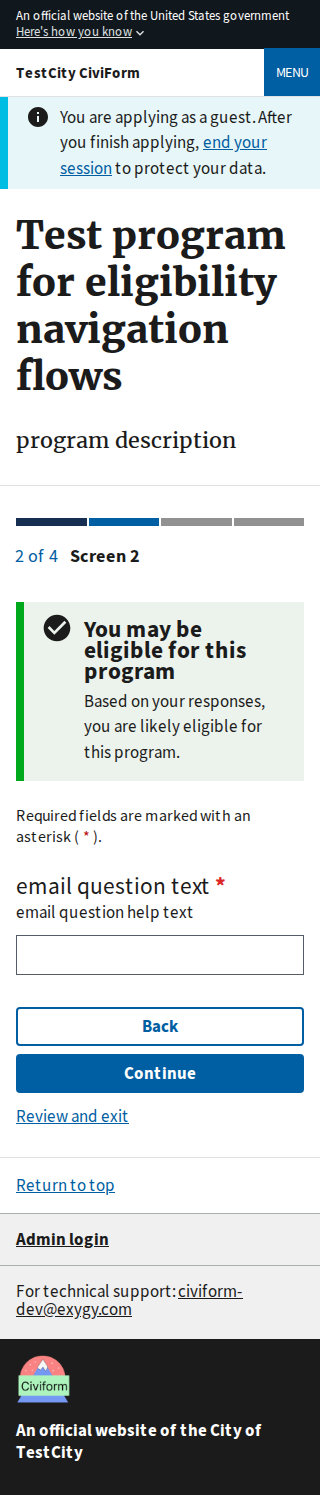 An official website of the United States government
Here's how you know
TestCity CiviForm
MENU
You are applying as a guest. After
you finish applying, end your
session to protect your data.
Test program
for eligibility
navigation
flows
program description
2 of 4 Screen 2
You may be
eligible for this
program
Based on your responses,
you are likely eligible for
this program.
Required fields are marked with an
asterisk ( * ).
email question text *
email question help text
Back
Continue
Review and exit
Return to top
Admin login
For technical support: civiform-
dev@exygy.com
Civiform
An official website of the City of
TestCity